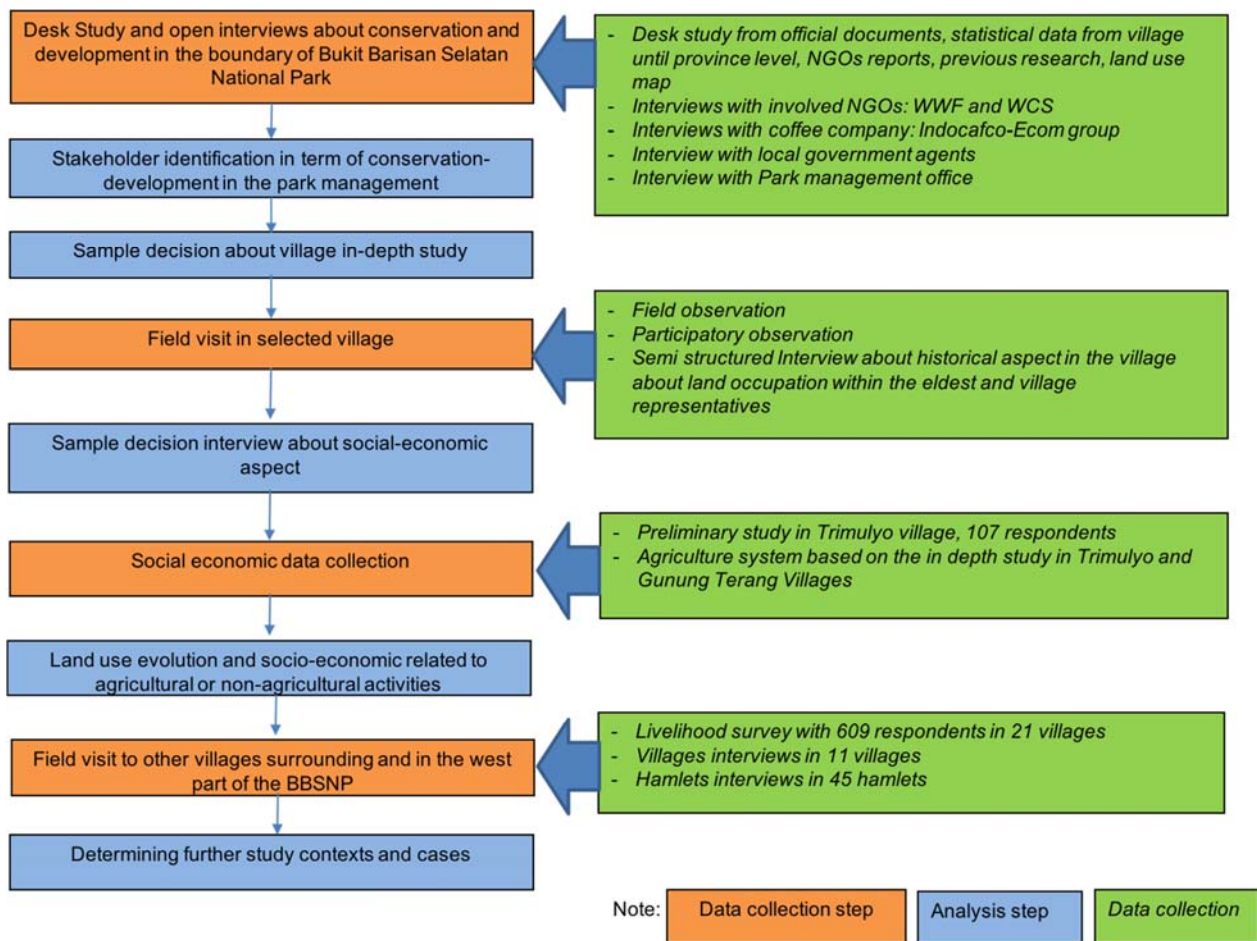 Desk Study and open interviews about conservation and
development in the boundary of Bukit Barisan Selatan
National Park
- Desk study from official documents, statistical data from village
until province level, NGOs reports, previous research, land use
map
- Interviews with involved NGOs: WWF and WCS
- Interviews with coffee company: Indocafco-Ecom group
- Interview with local government agents
- Interview with Park management office
Stakeholder identification in term of conservation-
development in the park management
Sample decision about village in-depth study
Field visit in selected village
- Field observation
- Participatory observation
- Semi structured Interview about historical aspect in the village
about land occupation within the eldest and village
representatives
Sample decision interview about social-economic
aspect
Social economic data collection
- Preliminary study in Trimulyo village, 107 respondents
- Agriculture system based on the in depth study in Trimulyo and
Gunung Terang Villages
Land use evolution and socio-economic related to
agricultural or non-agricultural activities
Field visit to other villages surrounding and in the west
part of the BBSNP
- Livelihood survey with 609 respondents in 21 villages
- Villages interviews in 11 villages
- Hamlets interviews in 45 hamlets
Determining further study contexts and cases
Note:
Data collection step
Analysis step
Data collection